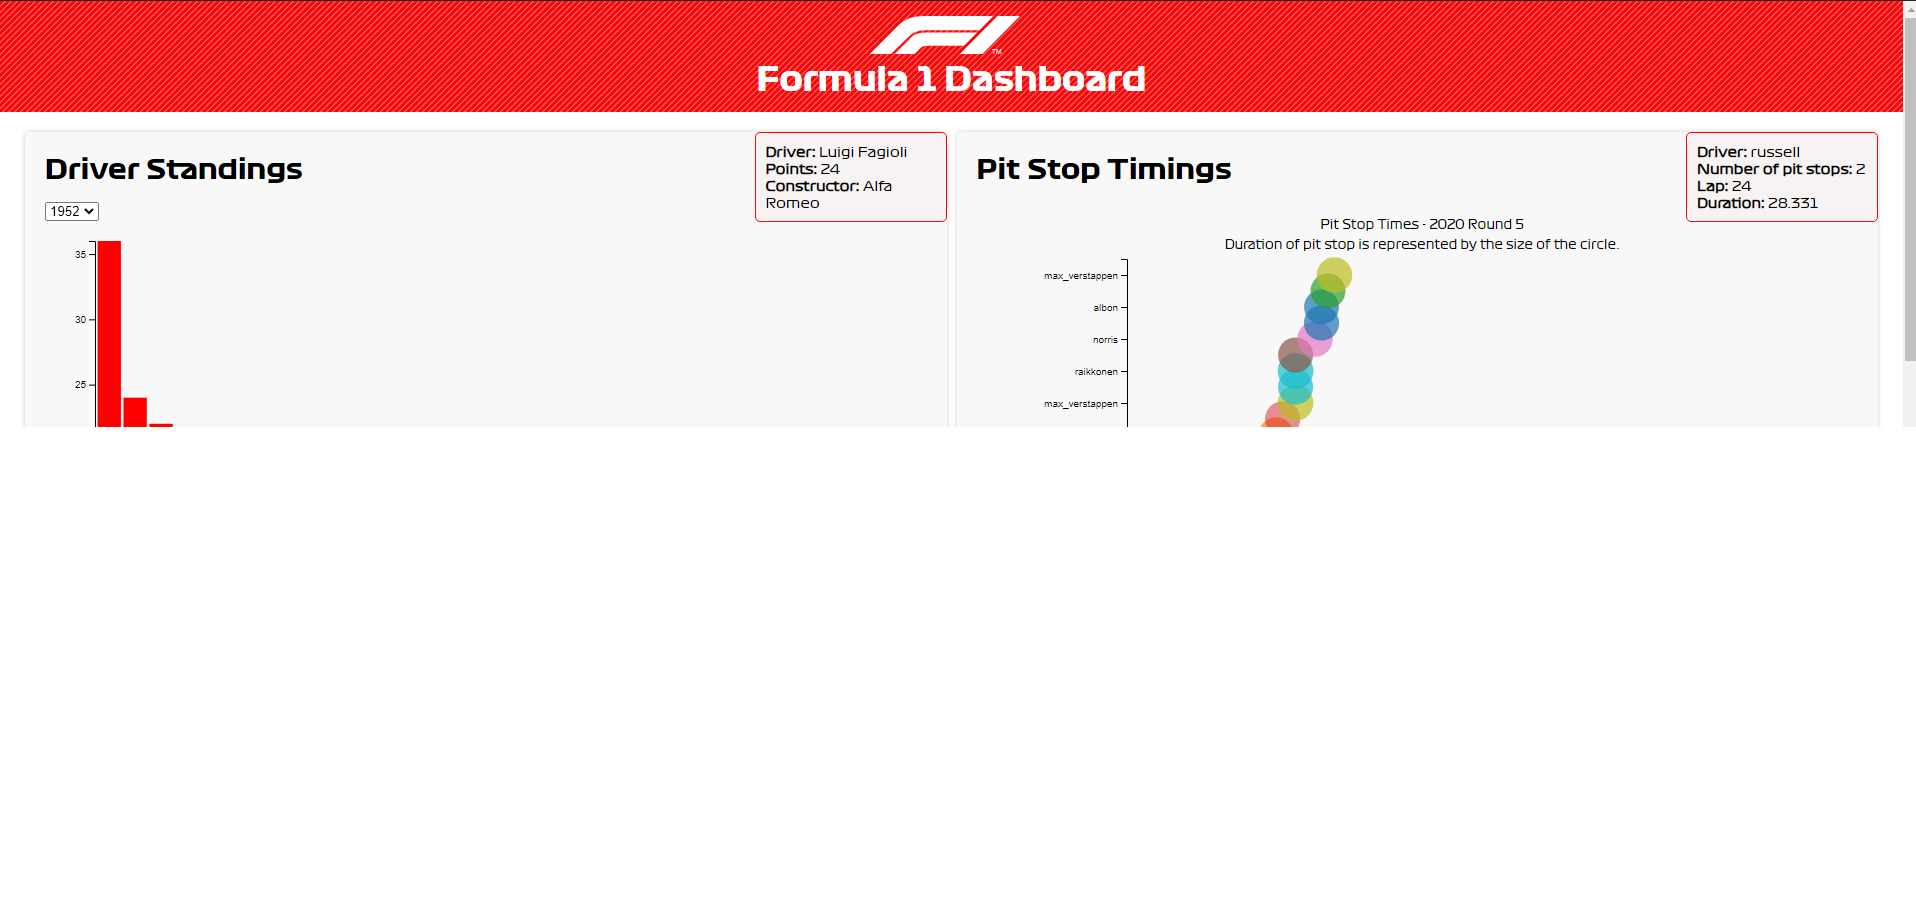 TM
Formula 1 Dashboard
Driver Standings
1952
Driver: Luigi Fagioli
Points: 24
Constructor: Alfa
Romeo
35
30
25
Pit Stop Timings
Driver: russell
Number of pit stops: 2
Lap: 24
Duration: 28.331
Pit Stop Times - 2020 Round 5
Duration of pit stop is represented by the size of the circle.
max_verstappen
albon
norris
raikkonen
max_verstappen